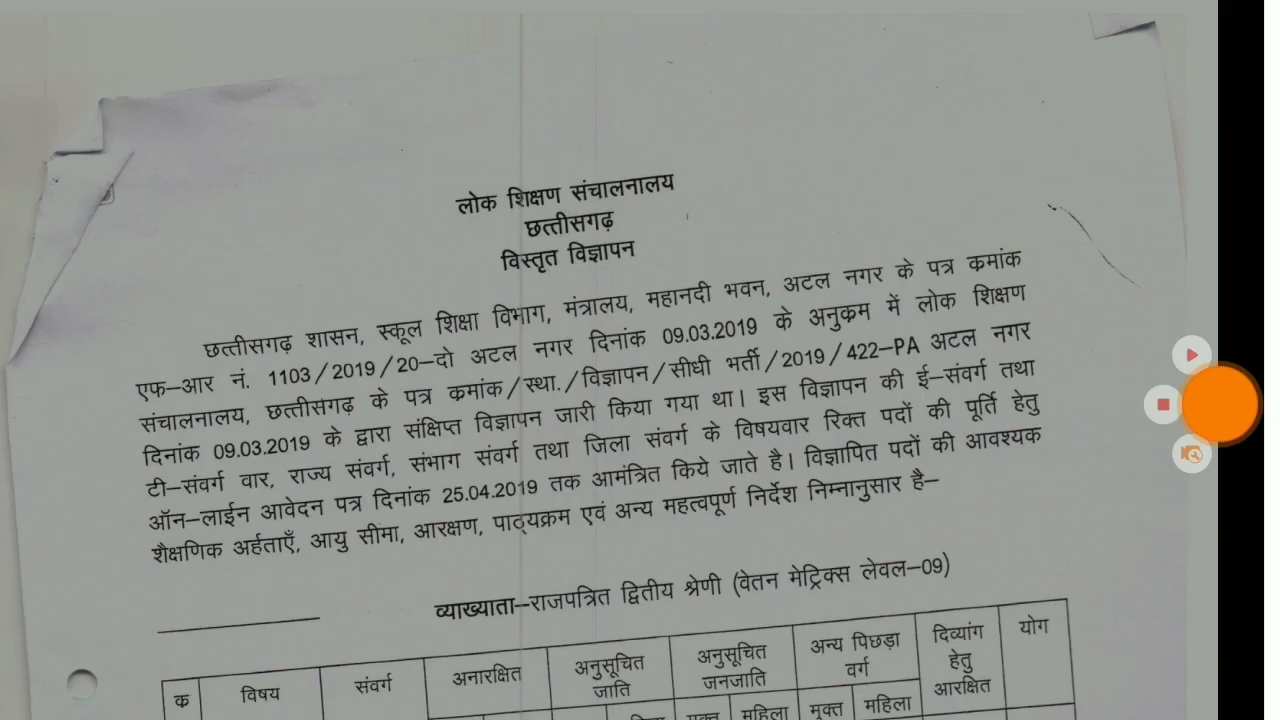 लोक शिक्षण संचालनालय
छत्तीसगढ़
विस्तृत विज्ञापन
छत्तीसगढ़ शासन, स्कूल शिक्षा विभाग, मंत्रालय, महानदी भवन, अटल नगर के पत्र कमांक
एफ–आर नं. 1103/2019/20–दो अटल नगर दिनांक 09.03.2019 के अनुक्रम में लोक शिक्षण
संचालनालय, छत्तीसगढ़ के पत्र कमांक/स्था./विज्ञापन/सीधी भर्ती/2019/422–PA अटल नगर
दिनांक 09.03.2019 के द्वारा संक्षिप्त विज्ञापन जारी किया गया था। इस विज्ञापन की ई–संवर्ग तथा
टी–संवर्ग वार, राज्य संवर्ग, संभाग संवर्ग तथा जिला संवर्ग के विषयवार रिक्त पदों की पूर्ति हेतु
ऑन–लाईन आवेदन पत्र दिनांक 25.04.2019 तक आमंत्रित किये जाते है। विज्ञापित पदों की आवश्यक
शैक्षणिक अर्हताएँ, आयु सीमा, आरक्षण, पाठ्यक्रम एवं अन्य महत्वपूर्ण निर्देश निम्नानुसार है–
व्याख्याता–राजपत्रित द्वितीय श्रेणी (वेतन मेट्रिक्स लेवल–09)
क विषय संवर्ग अनारक्षित अनुसूचित जाति अनुसूचित जनजाति अन्य पिछड़ा वर्ग दिव्यांग हेतु आरक्षित योग
मुक्त महिला मुक्त महिला